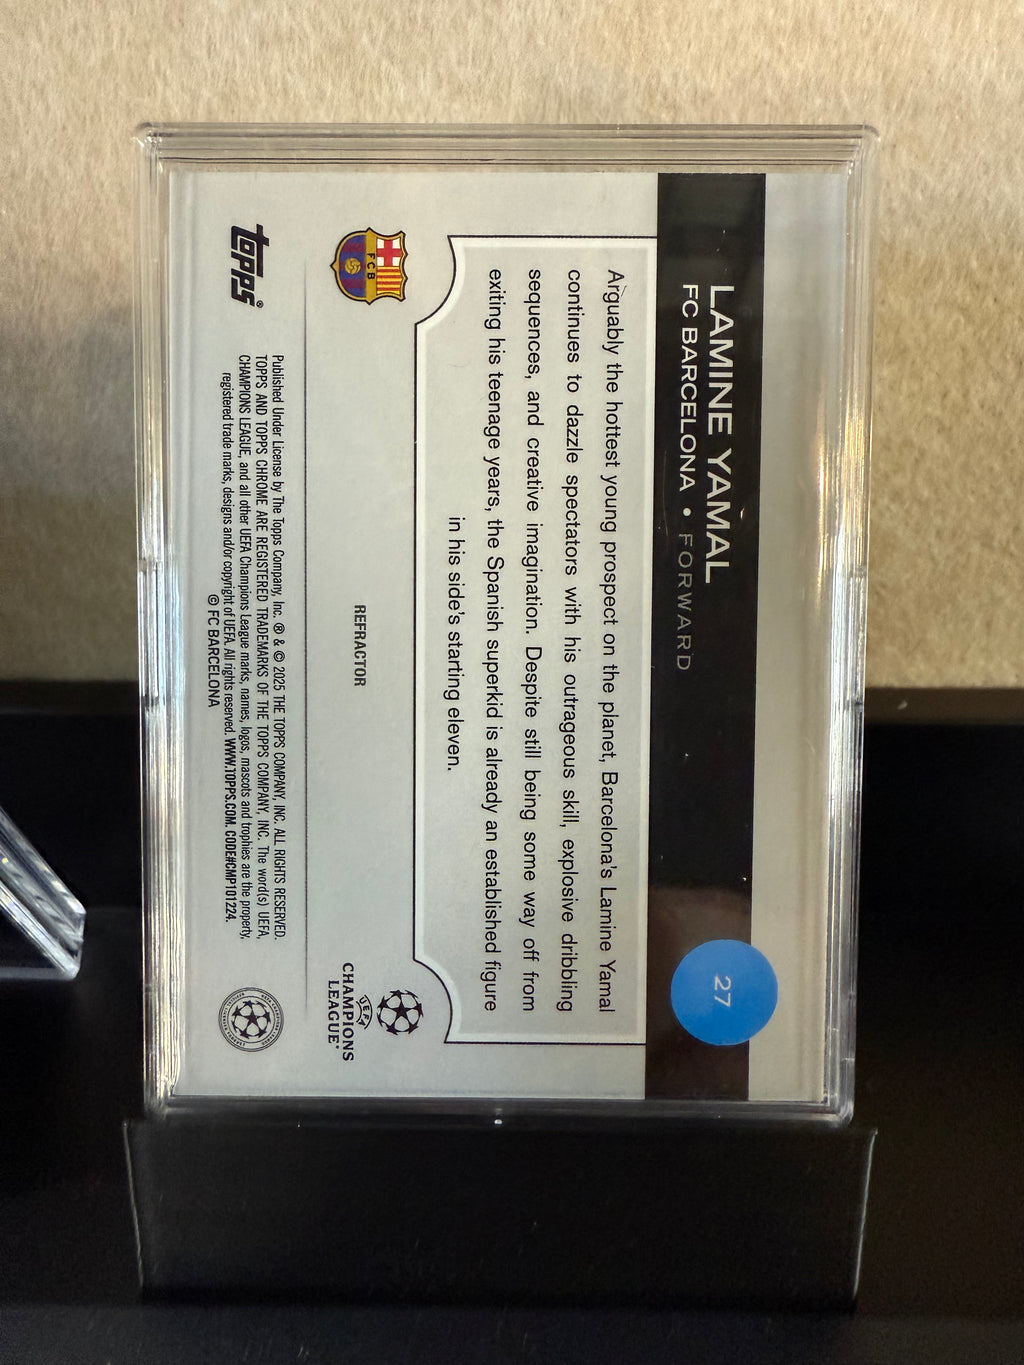 27
LAMINE YAMAL
FC BARCELONA • FORWARD
Arguably the hottest young prospect on the planet, Barcelona's Lamine Yamal
continues to dazzle spectators with his outrageous skill, explosive dribbling
sequences, and creative imagination. Despite still being some way off from
exiting his teenage years, the Spanish superkid is already an established figure
in his side's starting eleven.
FCB
REFRACTOR
UEFA
CHAMPIONS
LEAGUE™
topps®
Published Under License by The Topps Company, Inc. ® & © 2025 THE TOPPS COMPANY, INC. ALL RIGHTS RESERVED.
TOPPS AND TOPPS CHROME ARE REGISTERED TRADEMARKS OF THE TOPPS COMPANY, INC. The word(s) UEFA,
CHAMPIONS LEAGUE, and all other UEFA Champions League marks, names, logos, mascots and trophies are the property,
registered trade marks, designs and/or copyright of UEFA. All rights reserved. WWW.TOPPS.COM. CODE#CMP101224.
© FC BARCELONA